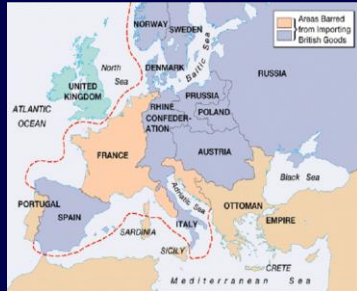 NORWAY
SWEDEN
Areas Barred
from Importing
British Goods
North
Sea
Baltic Sea
RUSSIA
UNITED
KINGDOM
DENMARK
ATLANTIC
OCEAN
PRUSSIA
RHINE
CONFEDER-
ATION
POLAND
FRANCE
AUSTRIA
Black Sea
PORTUGAL
SPAIN
Adriatic Sea
ITALY
OTTOMAN
EMPIRE
SARDINIA
SICILY
CRETE
Mediterranean Sea